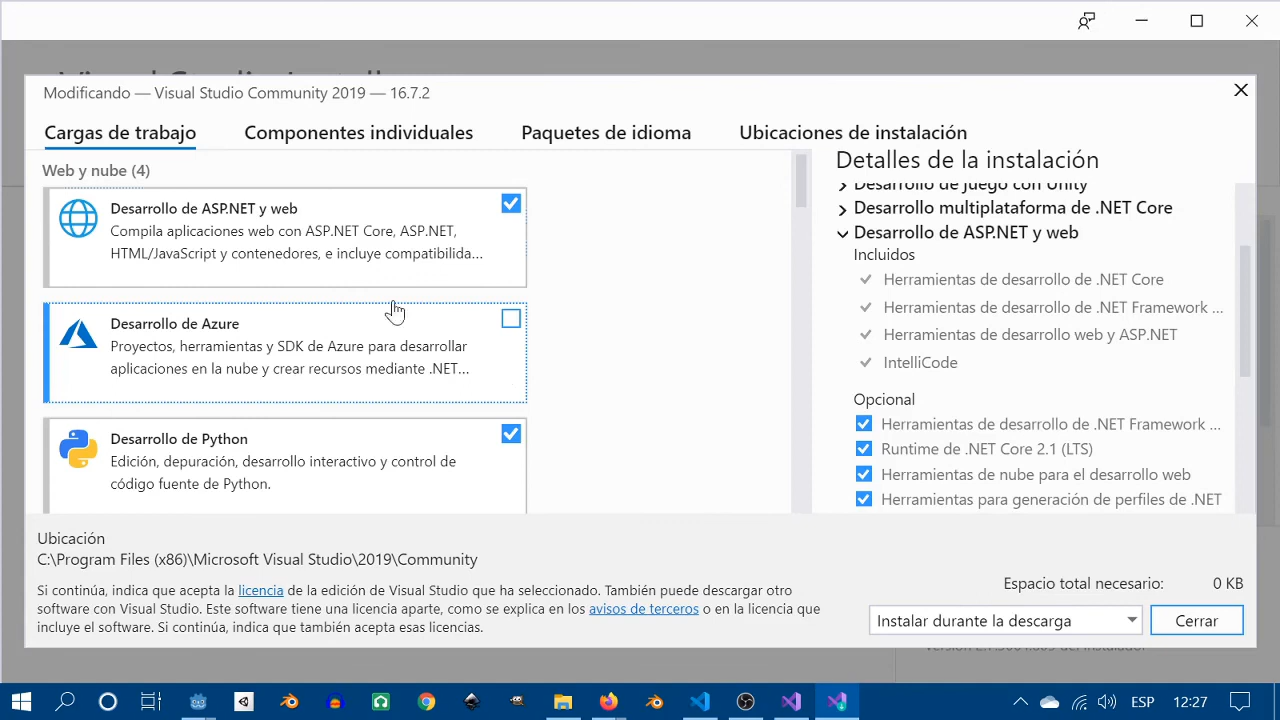 Modificando — Visual Studio Community 2019 — 16.7.2
Cargas de trabajo
Componentes individuales
Paquetes de idioma
Ubicaciones de instalación
Web y nube (4)
Desarrollo de ASP.NET y web
Compila aplicaciones web con ASP.NET Core, ASP.NET,
HTML/JavaScript y contenedores, e incluye compatibilida...
Desarrollo de Azure
Proyectos, herramientas y SDK de Azure para desarrollar
aplicaciones en la nube y crear recursos mediante .NET...
Desarrollo de Python
Edición, depuración, desarrollo interactivo y control de
código fuente de Python.
Detalles de la instalación
Desarrollo de juego con Unity
Desarrollo multiplataforma de .NET Core
Desarrollo de ASP.NET y web
Incluidos
Herramientas de desarrollo de .NET Core
Herramientas de desarrollo de .NET Framework ...
Herramientas de desarrollo web y ASP.NET
IntelliCode
Opcional
Herramientas de desarrollo de .NET Framework ...
Runtime de .NET Core 2.1 (LTS)
Herramientas de nube para el desarrollo web
Herramientas para generación de perfiles de .NET
Ubicación
C:\Program Files (x86)\Microsoft Visual Studio\2019\Community
Si continúa, indica que acepta la licencia de la edición de Visual Studio que ha seleccionado. También puede descargar otro
software con Visual Studio. Este software tiene una licencia aparte, como se explica en los avisos de terceros o en la licencia que
incluye el software. Si continúa, indica que también acepta esas licencias.
Espacio total necesario: 0 KB
Instalar durante la descarga
Cerrar
ESP
12:27